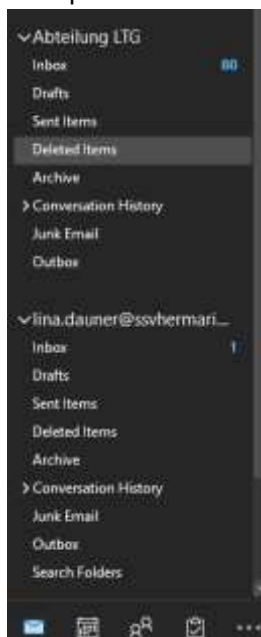 Abteilung LTG
Inbox 80
Drafts
Sent Items
Deleted Items
Archive
Conversation History
Junk Email
Outbox
lina.dauner@ssvhermari...
Inbox 1
Drafts
Sent Items
Deleted Items
Archive
Conversation History
Junk Email
Outbox
Search Folders